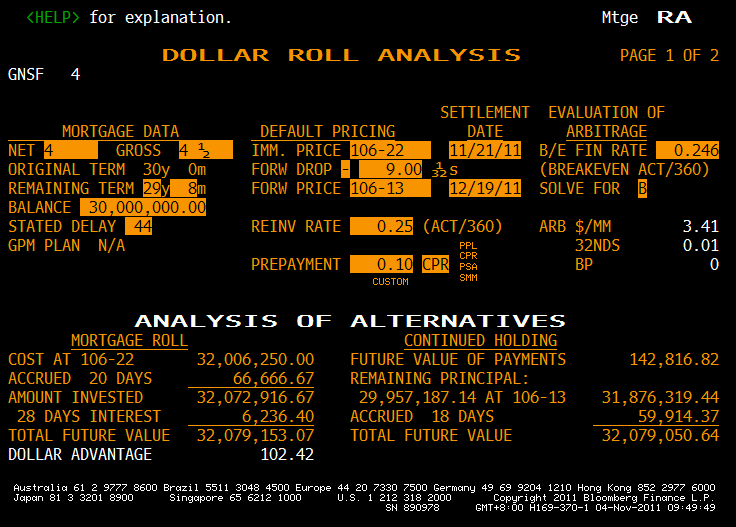 <HELP> for explanation. Mtge RA
DOLLAR ROLL ANALYSIS PAGE 1 OF 2
GNSF 4
SETTLEMENT EVALUATION OF
MORTGAGE DATA DEFAULT PRICING DATE ARBITRAGE
NET 4 GROSS 4 ½ IMM. PRICE 106-22 11/21/11 B/E FIN RATE 0.246
ORIGINAL TERM 30y 0m FORW DROP - 9.00 ¹⁄₃₂s (BREAKEVEN ACT/360)
REMAINING TERM 29y 8m FORW PRICE 106-13 12/19/11 SOLVE FOR B
BALANCE 30,000,000.00
STATED DELAY 44 REINV RATE 0.25 (ACT/360) ARB $/MM 3.41
GPM PLAN N/A 32NDS 0.01
PPL
CPR
PREPAYMENT 0.10 CPR PSA BP 0
CUSTOM SMM
ANALYSIS OF ALTERNATIVES
MORTGAGE ROLL CONTINUED HOLDING
COST AT 106-22 32,006,250.00 FUTURE VALUE OF PAYMENTS 142,816.82
ACCRUED 20 DAYS 66,666.67 REMAINING PRINCIPAL:
AMOUNT INVESTED 32,072,916.67 29,957,187.14 AT 106-13 31,876,319.44
28 DAYS INTEREST 6,236.40 ACCRUED 18 DAYS 59,914.37
TOTAL FUTURE VALUE 32,079,153.07 TOTAL FUTURE VALUE 32,079,050.64
DOLLAR ADVANTAGE 102.42
Australia 61 2 9777 8600 Brazil 5511 3048 4500 Europe 44 20 7330 7500 Germany 49 69 9204 1210 Hong Kong 852 2977 6000
Japan 81 3 3201 8900 Singapore 65 6212 1000 U.S. 1 212 318 2000 Copyright 2011 Bloomberg Finance L.P.
SN 890978 GMT+8:00 H169-370-1 04-Nov-2011 09:49:49